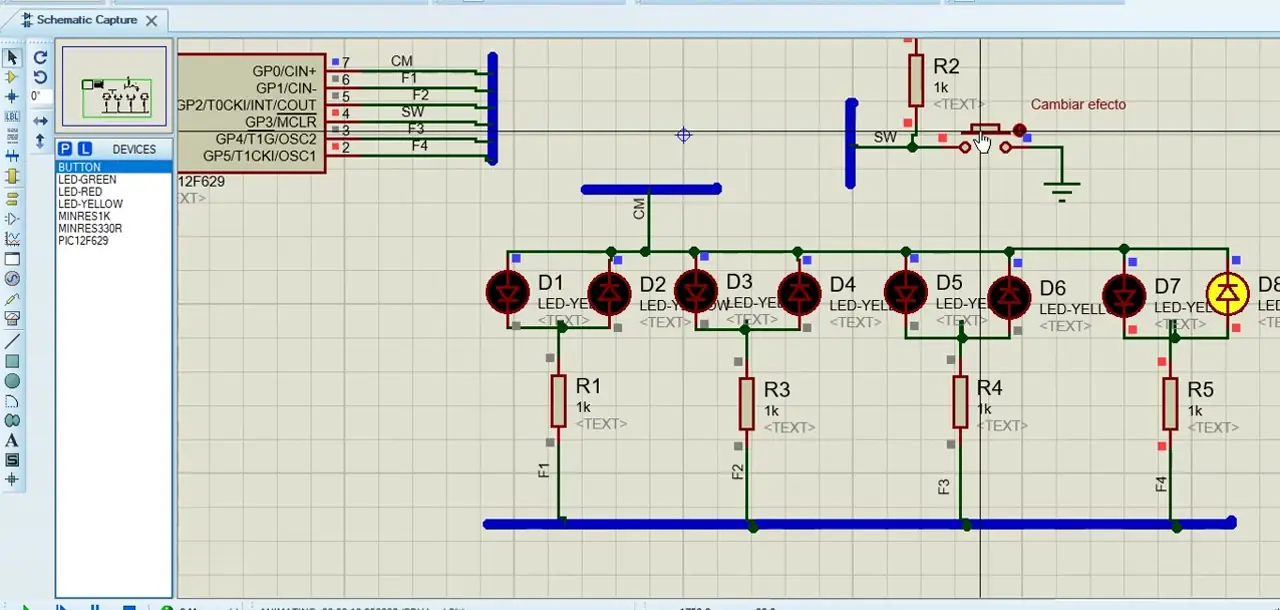 Schematic Capture
0°
LBL
P L DEVICES
BUTTON
LED-GREEN
LED-RED
LED-YELLOW
MINRES1K
MINRES330R
PIC12F629
A
S
GP0/CIN+
GP1/CIN-
GP2/T0CKI/INT/COUT
GP3/MCLR
GP4/T1G/OSC2
GP5/T1CKI/OSC1
7
6
5
4
3
2
CM
F1
F2
SW
F3
F4
12F629
R2
1k
<TEXT>
Cambiar efecto
SW
CM
D1
<TEXT>
D2
<TEXT>
D3
<TEXT>
D4
<TEXT>
D5
<TEXT>
D6
<TEXT>
D7
<TEXT>
R1
1k
<TEXT>
R3
1k
<TEXT>
R4
1k
<TEXT>
R5
1k
<TEXT>
F1
F2
F3
F4